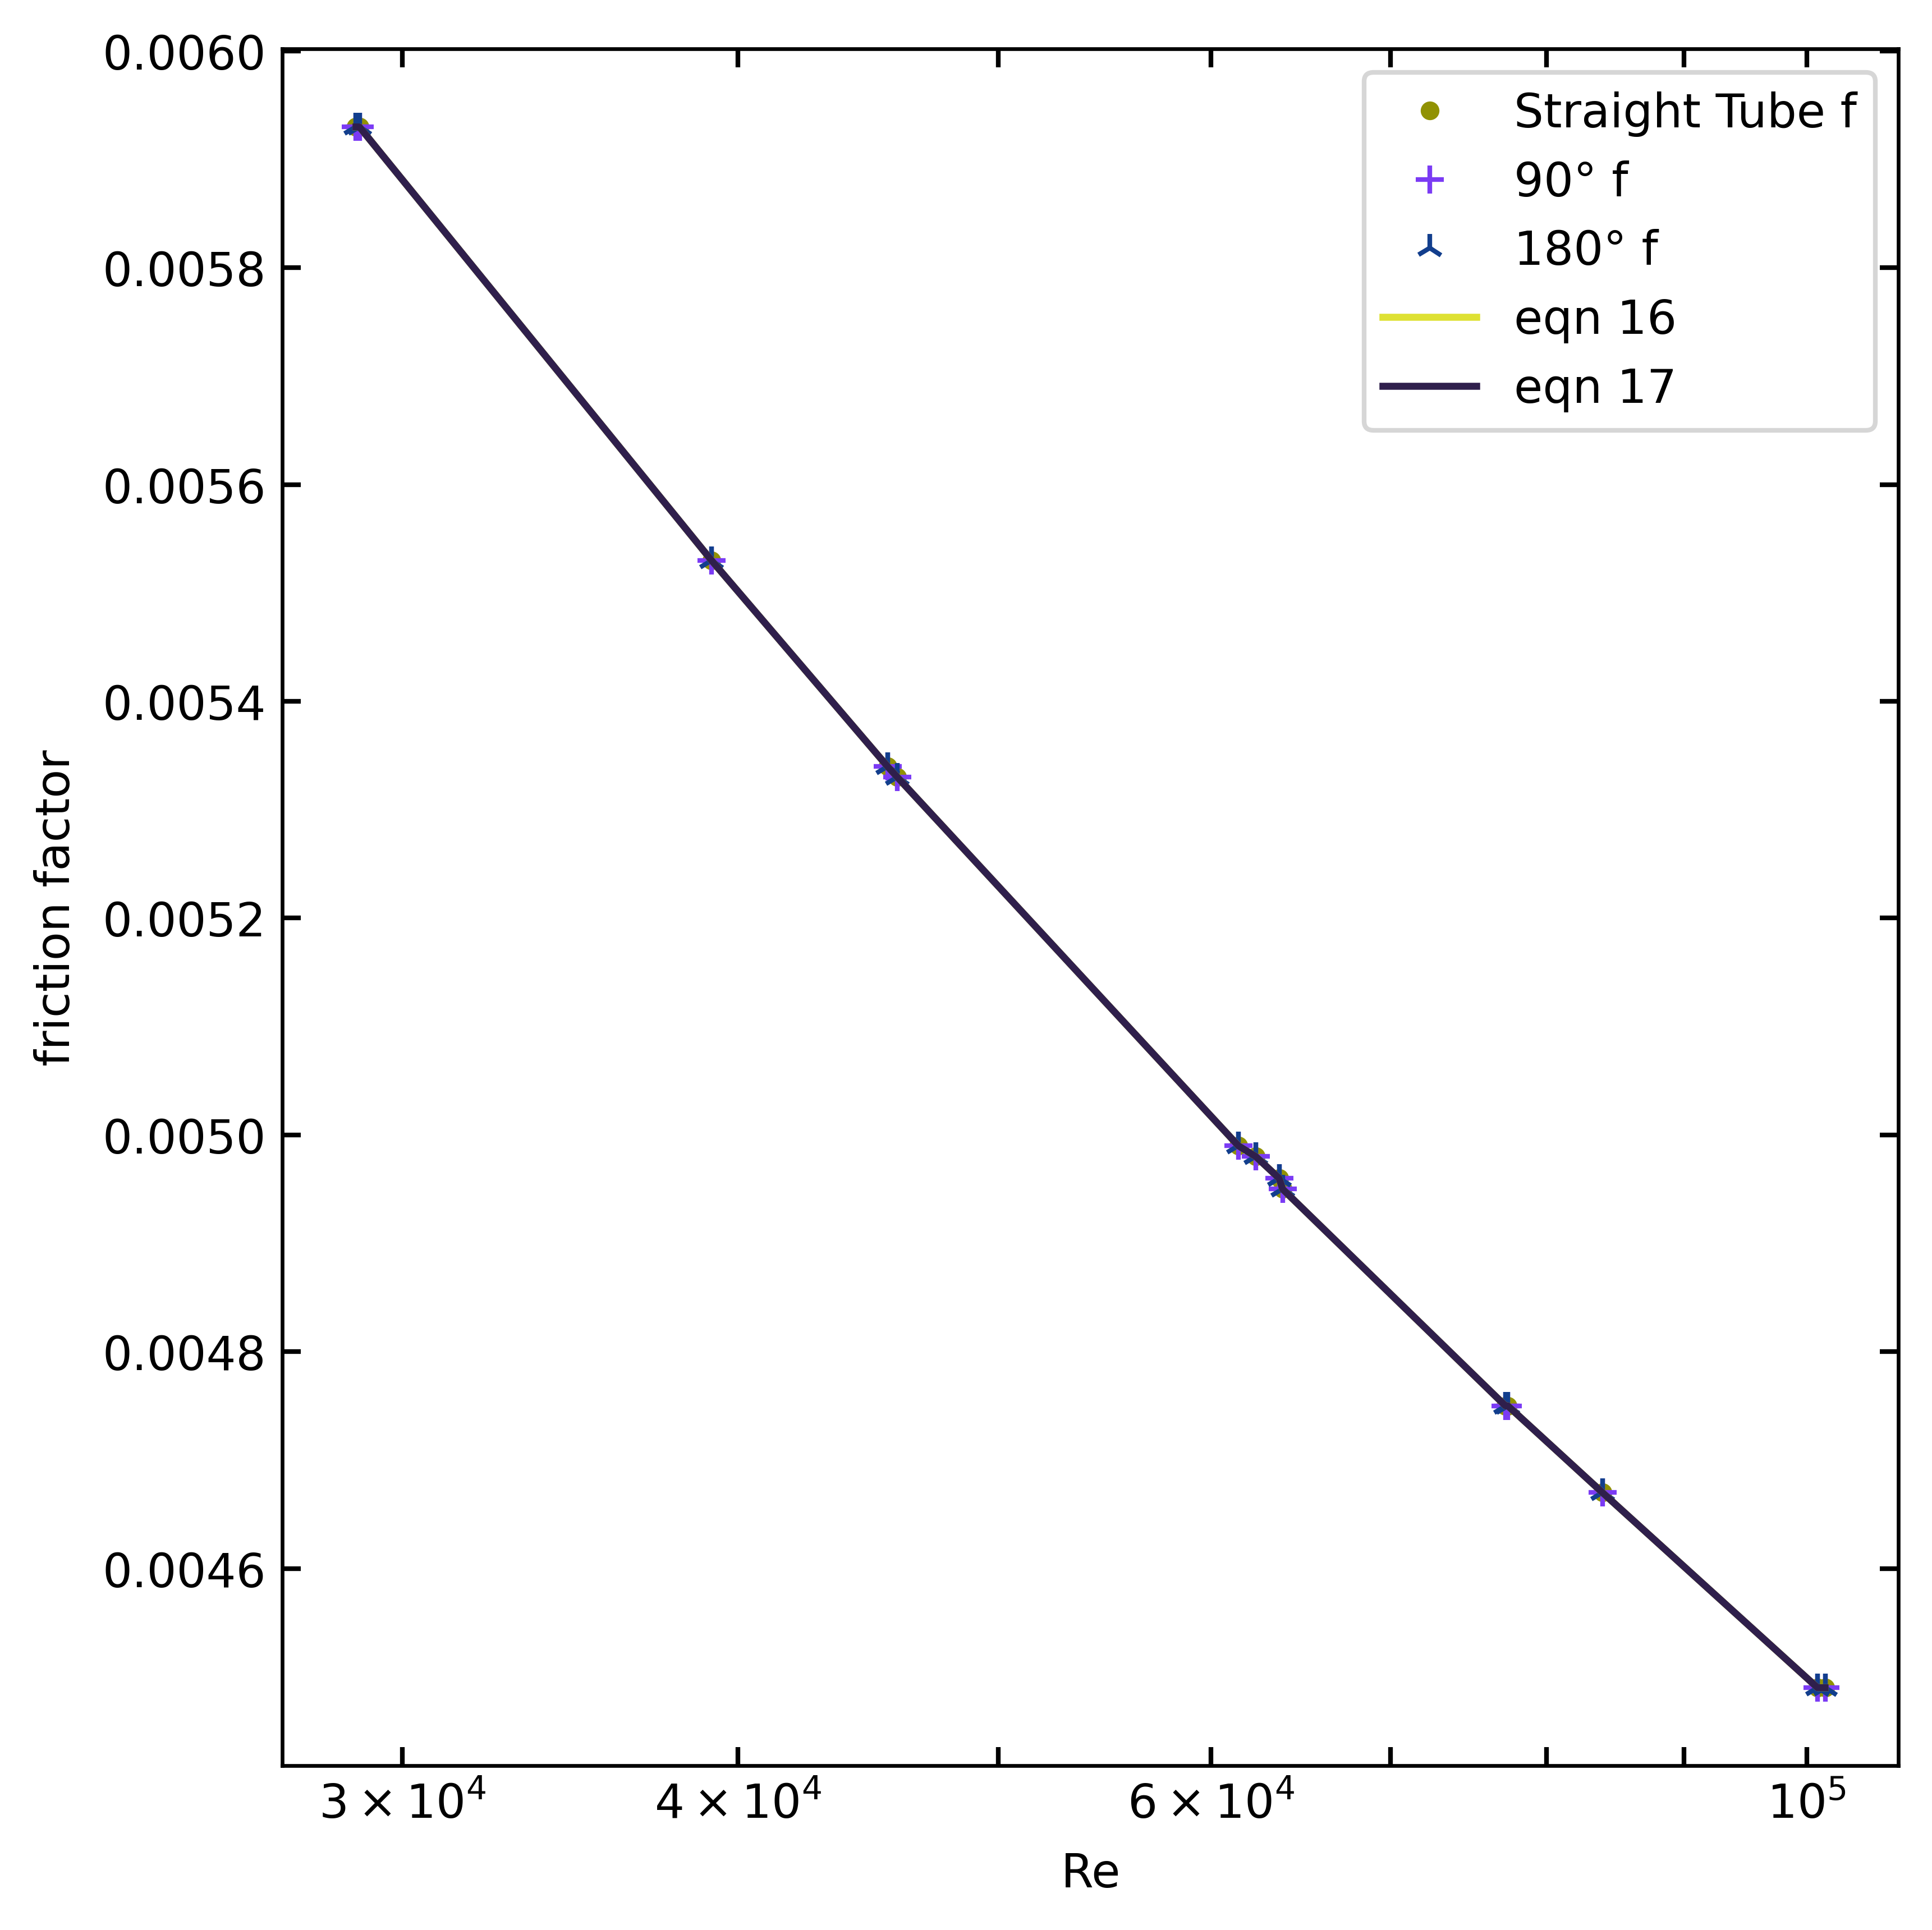 0.0060
0.0058
0.0056
0.0054
0.0052
0.0050
0.0048
0.0046
friction factor
Straight Tube f
90° f
180° f
eqn 16
eqn 17
3 × 10⁴
4 × 10⁴
6 × 10⁴
10⁵
Re